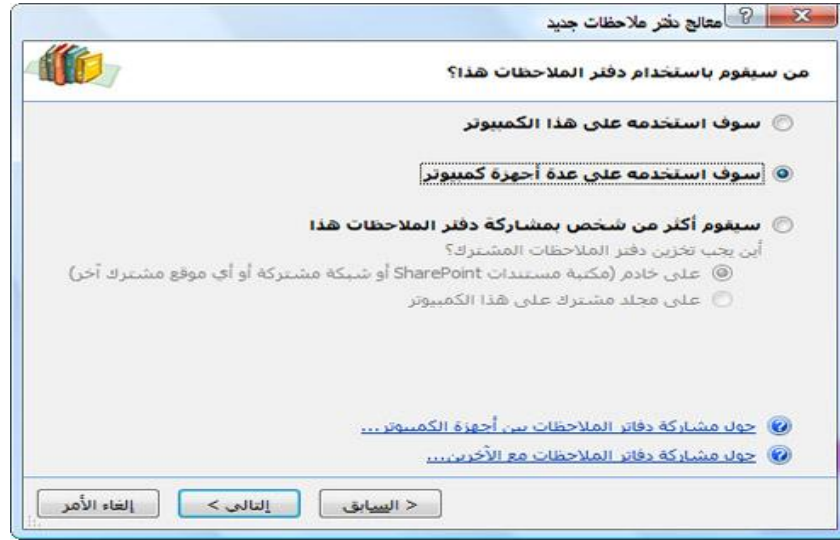 معالج دفتر ملاحظات جديد
من سيقوم باستخدام دفتر الملاحظات هذا؟
سوف استخدمه على هذا الكمبيوتر
سوف استخدمه على عدة أجهزة كمبيوتر
سيقوم أكثر من شخص بمشاركة دفتر الملاحظات هذا
أين يجب تخزين دفتر الملاحظات المشترك؟
على خادم (مكتبة مستندات SharePoint أو شبكة مشتركة أو أي موقع مشترك آخر)
على مجلد مشترك على هذا الكمبيوتر
حول مشاركة دفاتر الملاحظات بين أجهزة الكمبيوتر...
حول مشاركة دفاتر الملاحظات مع الآخرين...
< السابق التالي > إلغاء الأمر